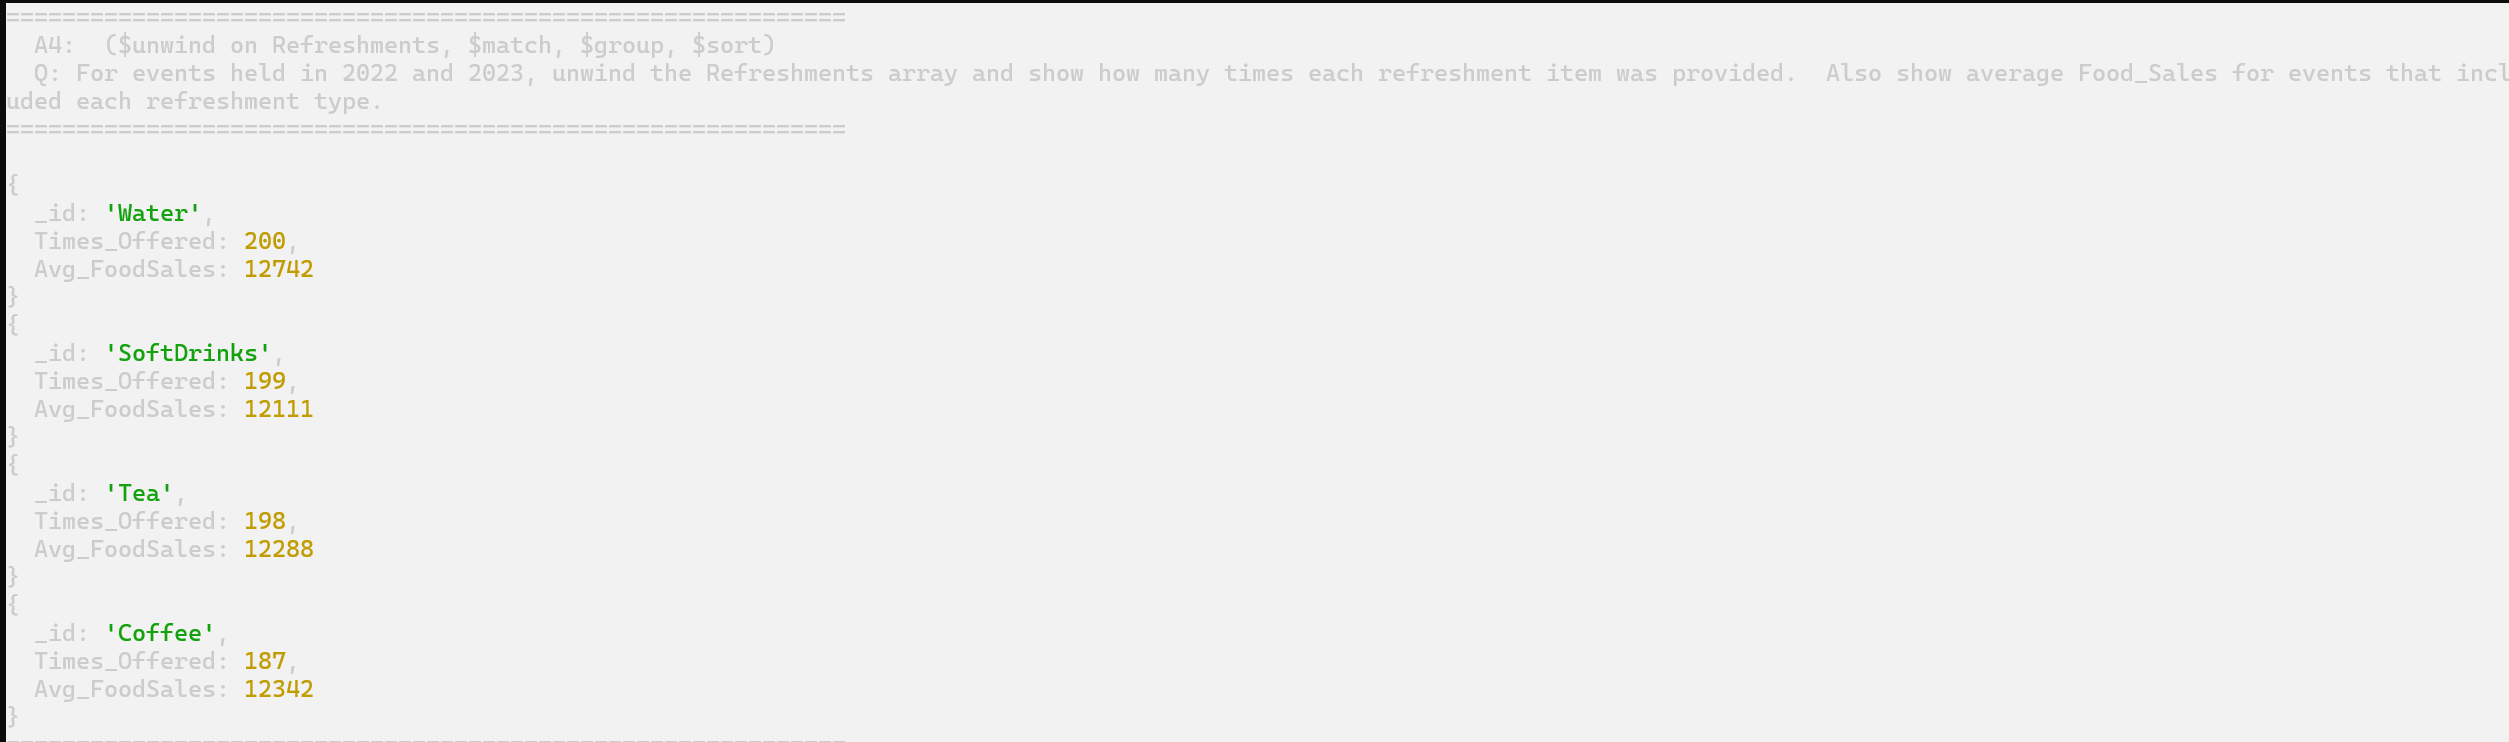 ============================================================
  A4:  ($unwind on Refreshments, $match, $group, $sort)
  Q: For events held in 2022 and 2023, unwind the Refreshments array and show how many times each refreshment item was provided.  Also show average Food_Sales for events that incl
uded each refreshment type.
============================================================

{
  _id: 'Water',
  Times_Offered: 200,
  Avg_FoodSales: 12742
}
{
  _id: 'SoftDrinks',
  Times_Offered: 199,
  Avg_FoodSales: 12111
}
{
  _id: 'Tea',
  Times_Offered: 198,
  Avg_FoodSales: 12288
}
{
  _id: 'Coffee',
  Times_Offered: 187,
  Avg_FoodSales: 12342
}
============================================================